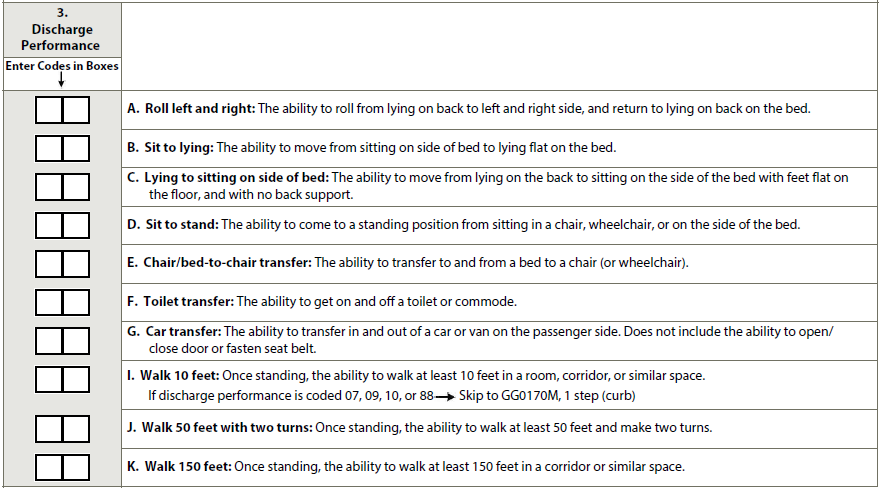 3.
Discharge
Performance
Enter Codes in Boxes
A. Roll left and right: The ability to roll from lying on back to left and right side, and return to lying on back on the bed.
B. Sit to lying: The ability to move from sitting on side of bed to lying flat on the bed.
C. Lying to sitting on side of bed: The ability to move from lying on the back to sitting on the side of the bed with feet flat on
the floor, and with no back support.
D. Sit to stand: The ability to come to a standing position from sitting in a chair, wheelchair, or on the side of the bed.
E. Chair/bed-to-chair transfer: The ability to transfer to and from a bed to a chair (or wheelchair).
F. Toilet transfer: The ability to get on and off a toilet or commode.
G. Car transfer: The ability to transfer in and out of a car or van on the passenger side. Does not include the ability to open/
close door or fasten seat belt.
I. Walk 10 feet: Once standing, the ability to walk at least 10 feet in a room, corridor, or similar space.
If discharge performance is coded 07, 09, 10, or 88→ Skip to GG0170M, 1 step (curb)
J. Walk 50 feet with two turns: Once standing, the ability to walk at least 50 feet and make two turns.
K. Walk 150 feet: Once standing, the ability to walk at least 150 feet in a corridor or similar space.